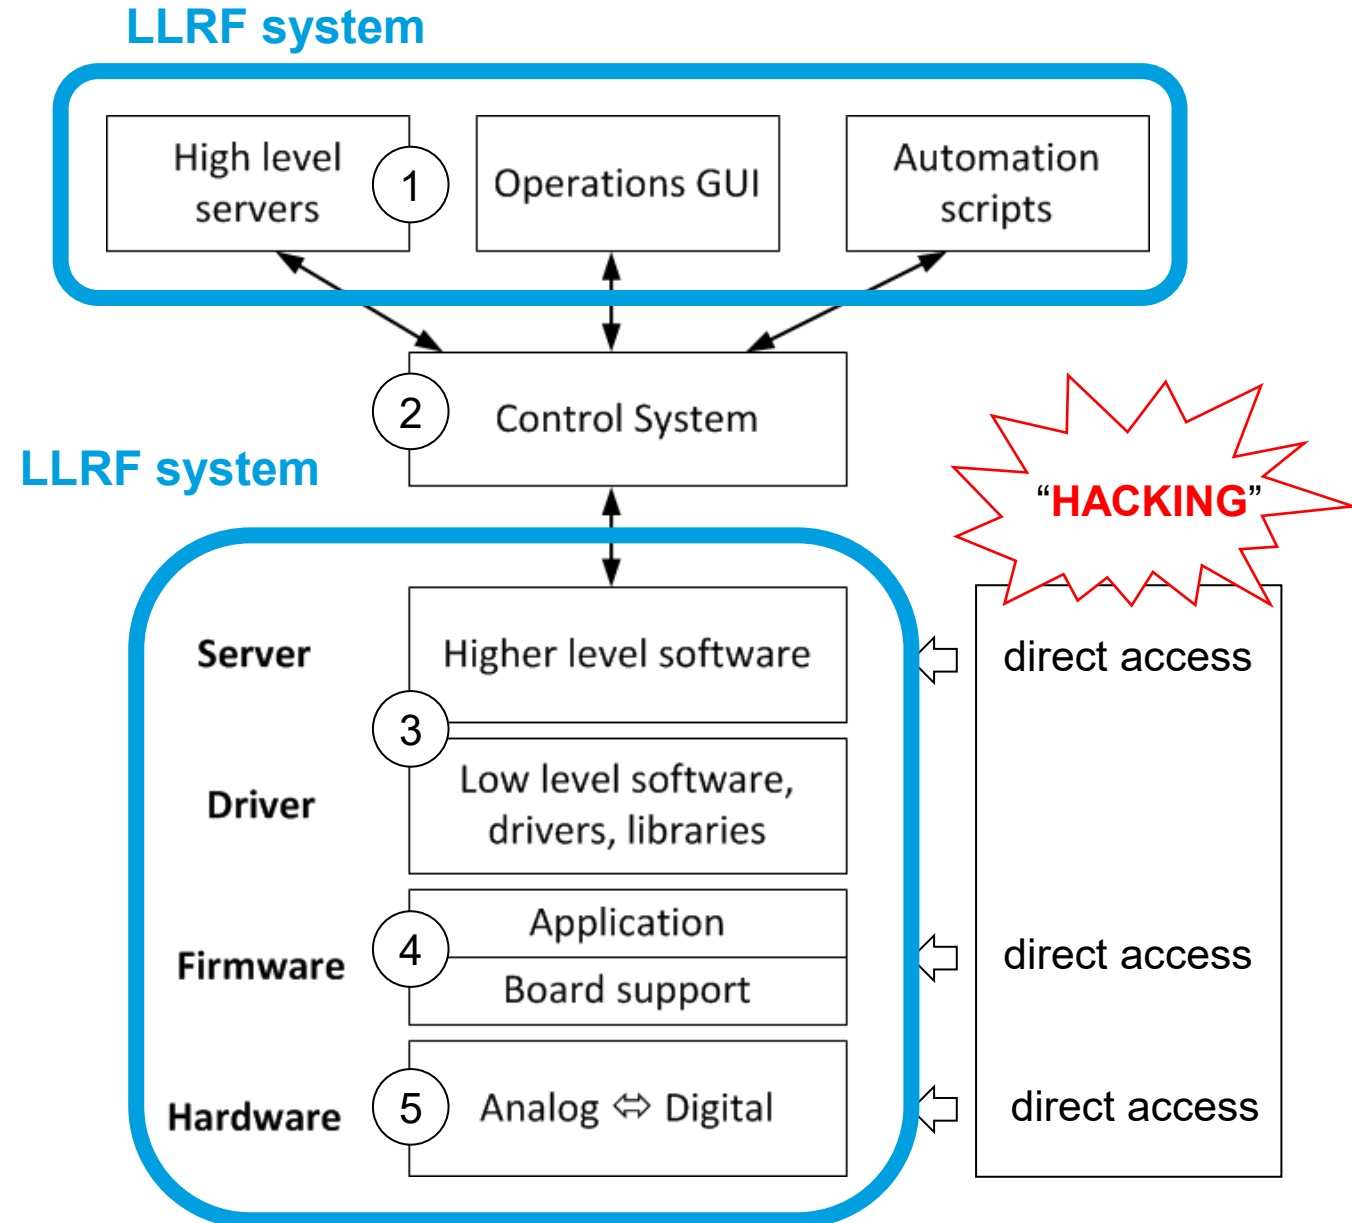 LLRF system
High level
servers
1
Operations GUI
Automation
scripts
2
Control System
LLRF system
“HACKING”
Server
Higher level software
direct access
3
Driver
Low level software,
drivers, libraries
Firmware
4
Application
Board support
direct access
Hardware
5
Analog ⇔ Digital
direct access